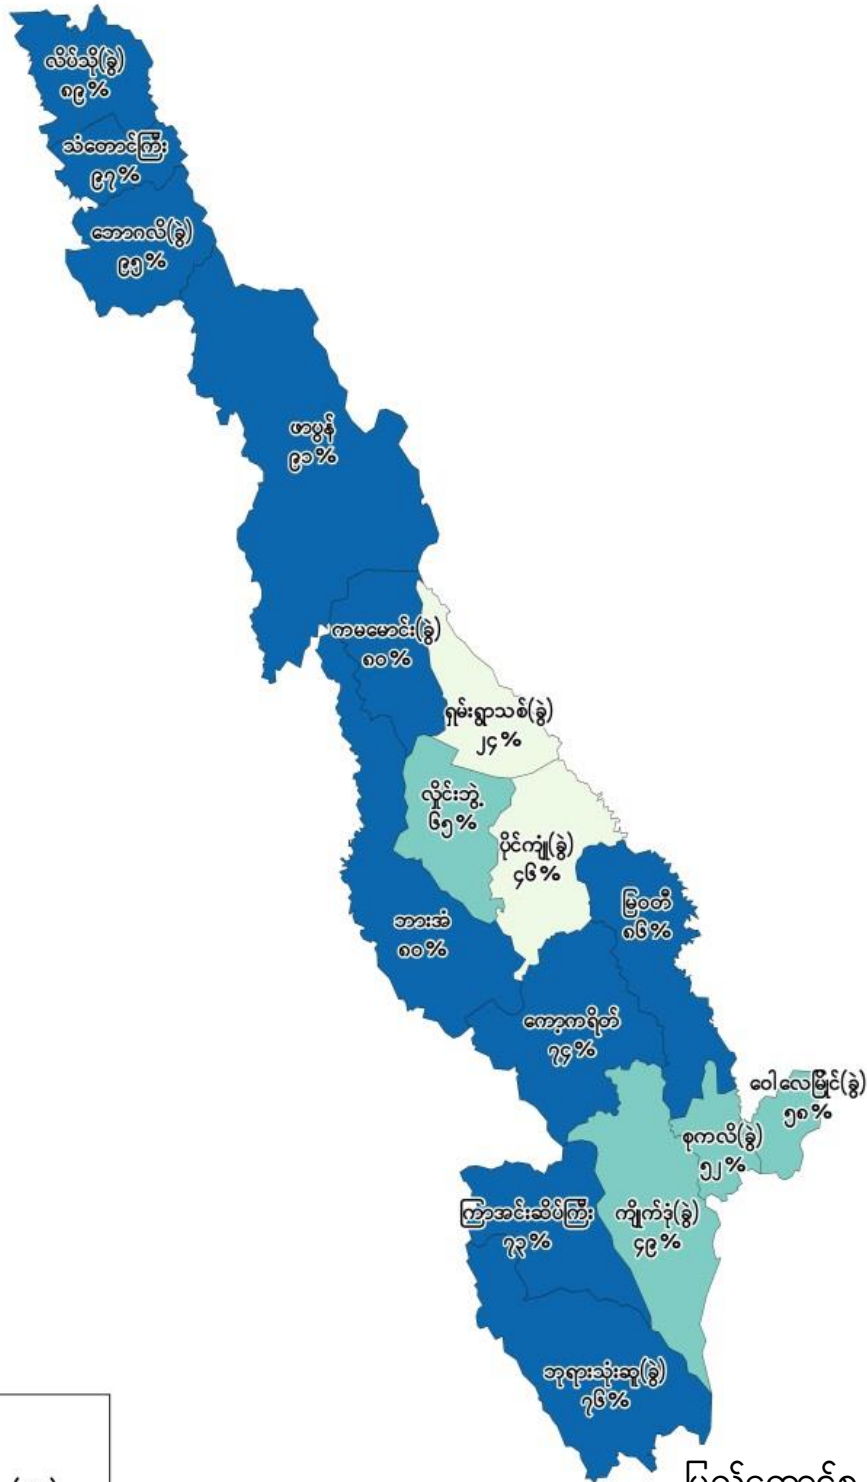 လိပ်သို(ခွဲ)
၈၉%
သံတောင်ကြီး
၉၇%
ဘောဂလိ(ခွဲ)
၉၅%
ဖာပွန်
၉၁%
ကမမောင်း(ခွဲ)
၈၀%
ရှမ်းရွာသစ်(ခွဲ)
၂၄%
လှိုင်းဘွဲ့
၆၅%
ပိုင်ကျုံ(ခွဲ)
၄၆%
မြဝတီ
၈၆%
ဘားအံ
၈၀%
ကော့ကရိတ်
၇၄%
ဝေါလေမြိုင်(ခွဲ)
၅၈%
စုကလိ(ခွဲ)
၅၂%
ကြာအင်းဆိပ်ကြီး
၇၃%
ကျိုက်ဒုံ(ခွဲ)
၄၉%
ဘုရားသုံးဆူ(ခွဲ)
၇၆%